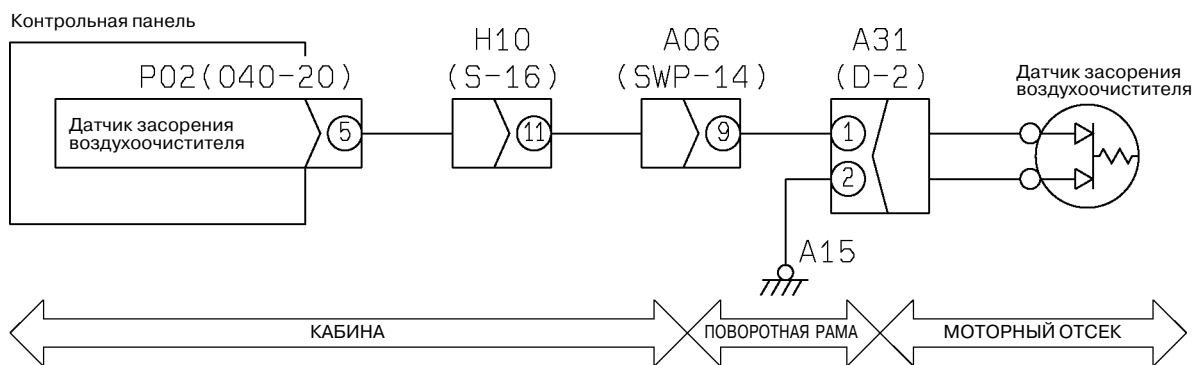 Контрольная панель
H10
A06
A31
P02(040-20)
(S-16)
(SWP-14)
(D-2)
Датчик засорения
воздухоочистителя
Датчик засорения
воздухоочистителя
5
11
9
1
2
A15
КАБИНА
ПОВОРОТНАЯ РАМА
МОТОРНЫЙ ОТСЕК